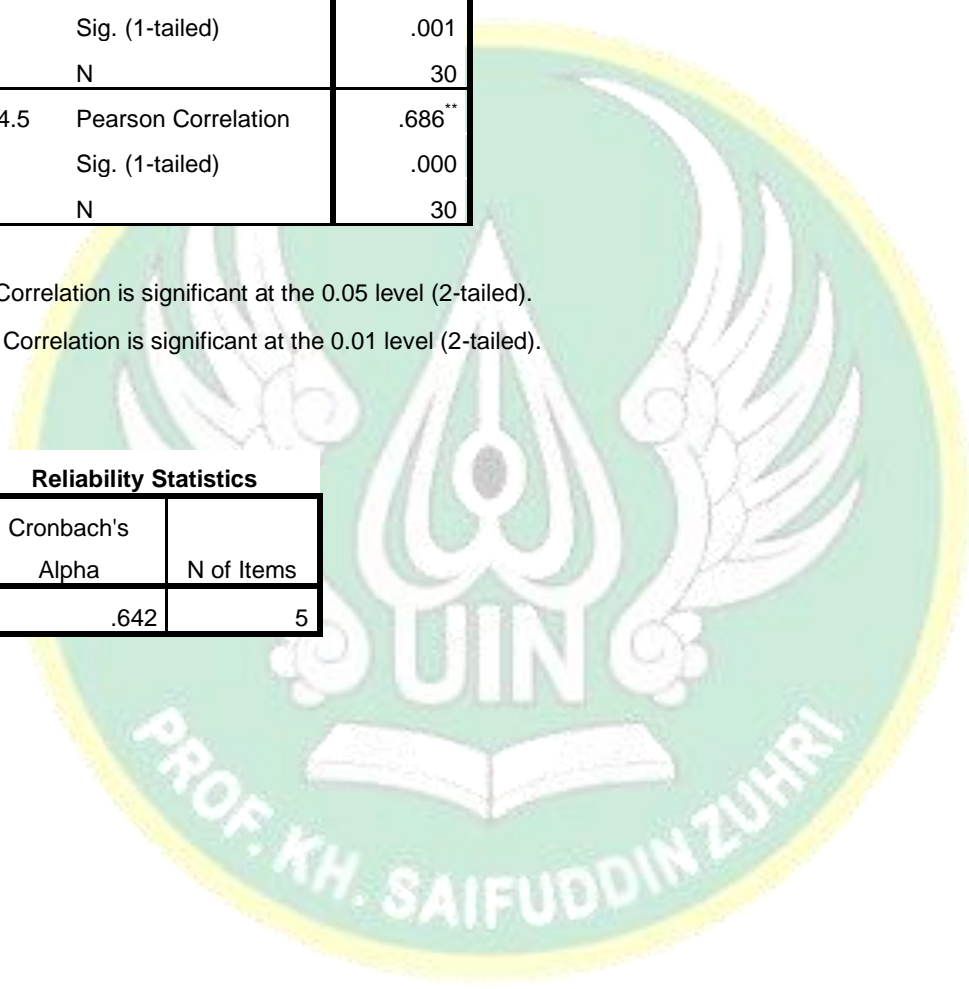 Sig. (1-tailed) .001
N 30
4.5 Pearson Correlation .686**
Sig. (1-tailed) .000
N 30
Correlation is significant at the 0.05 level (2-tailed).
Correlation is significant at the 0.01 level (2-tailed).
Reliability Statistics
Cronbach's
Alpha N of Items
.642 5
UIN
PROF. KH. SAIFUDDIN ZUHRI